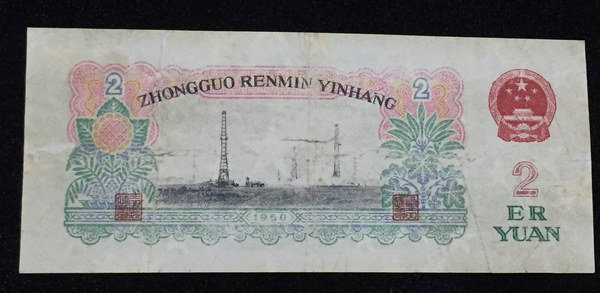 2
ZHONGGUO RENMIN YINHANG
2
1960
2
ER
YUAN